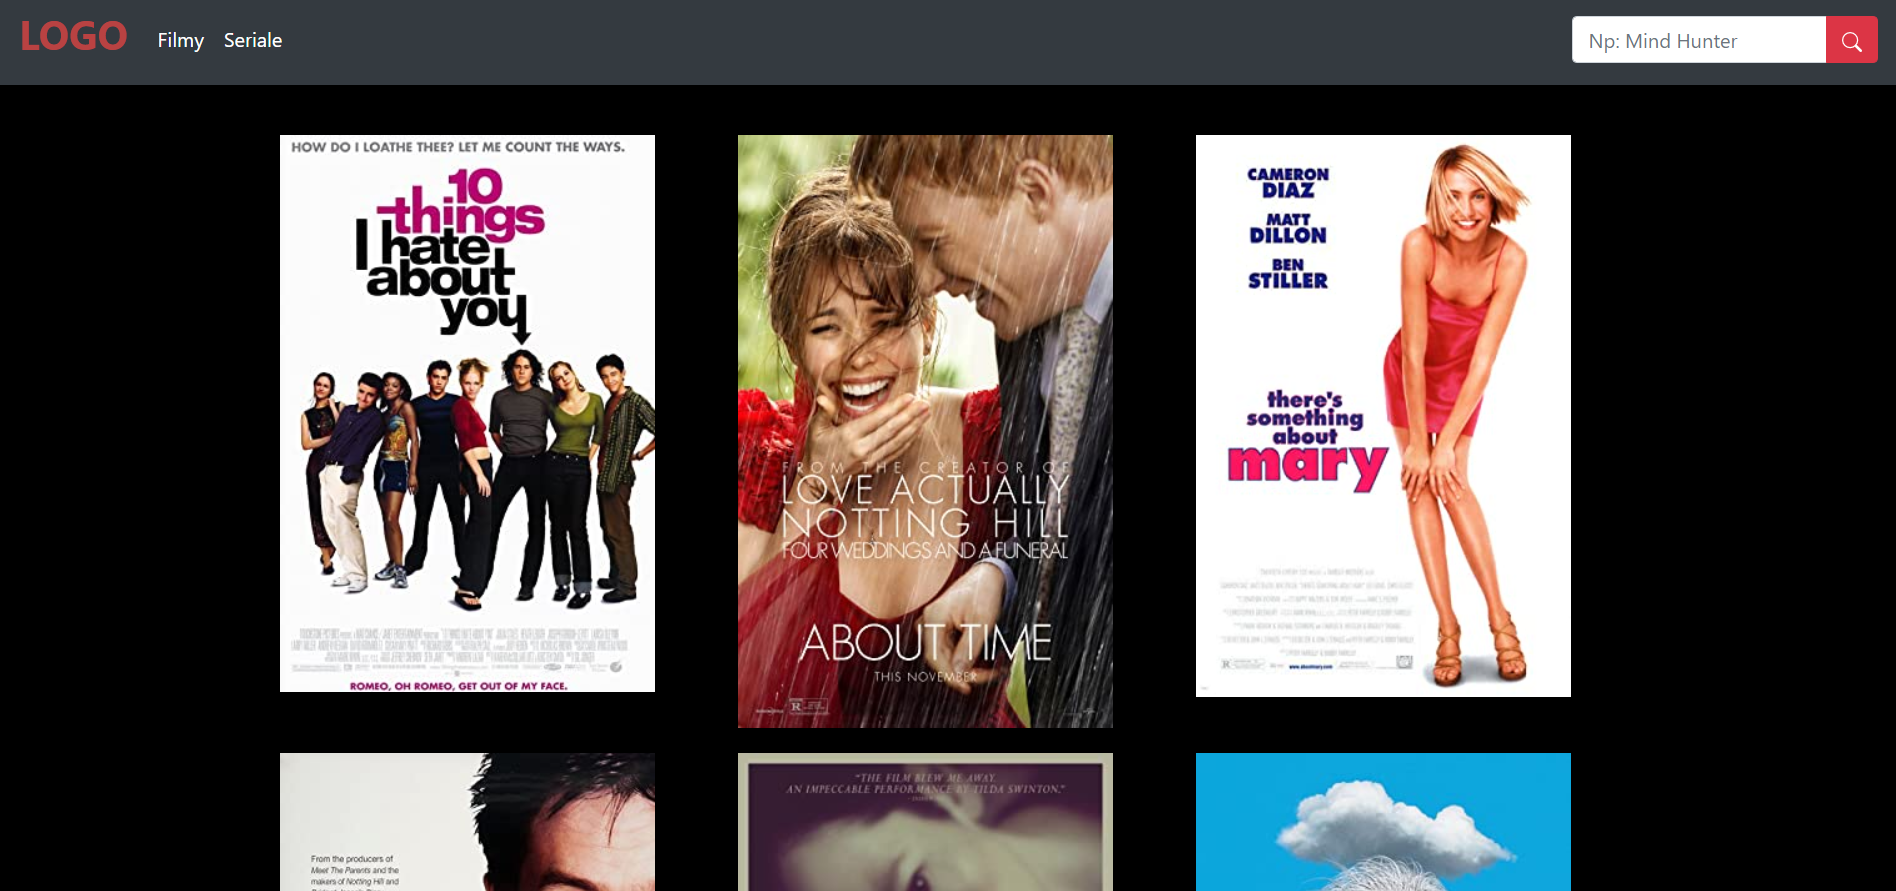 LOGO
Filmy
Seriale
Np: Mind Hunter
HOW DO I LOATHE THEE? LET ME COUNT THE WAYS.
10
things
I hate
about
you
ROMEO, OH ROMEO, GET OUT OF MY FACE.
FROM THE CREATOR OF
LOVE ACTUALLY
NOTTING HILL
FOUR WEDDINGS AND A FUNERAL
ABOUT TIME
THIS NOVEMBER
R
CAMERON
DIAZ
MATT
DILLON
BEN
STILLER
there's
something
about
mary
R
From the producers of
Meet The Parents and the
makers of Notting Hill and
"THE FILM BLEW ME AWAY.
AN IMPECCABLE PERFORMANCE BY TILDA SWINTON."